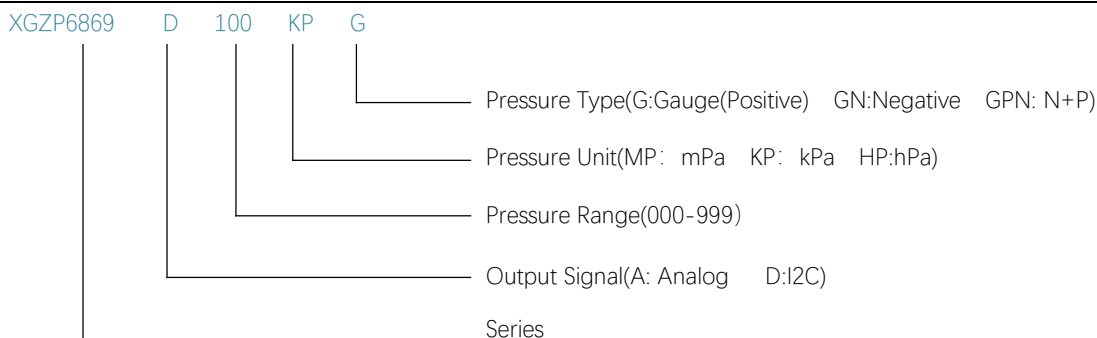 XGZP6869 D 100 KP G
Pressure Type(G:Gauge(Positive) GN:Negative GPN: N+P)
Pressure Unit(MP： mPa KP： kPa HP:hPa)
Pressure Range(000-999）
Output Signal(A: Analog D:I2C)
Series